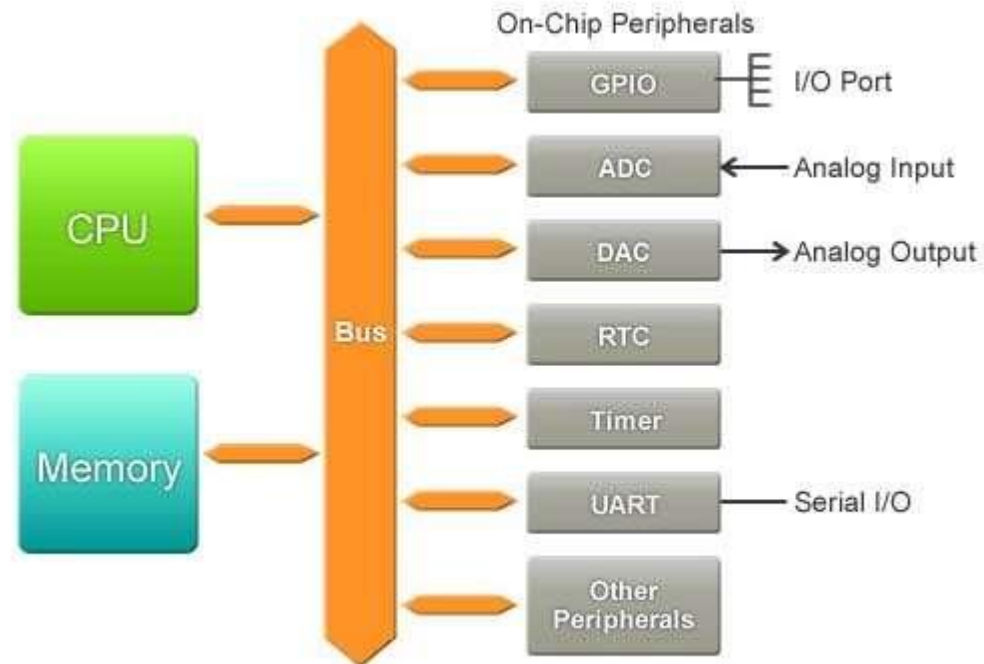 On-Chip Peripherals
GPIO
I/O Port
ADC
Analog Input
CPU
DAC
Analog Output
Bus
RTC
Memory
Timer
UART
Serial I/O
Other
Peripherals